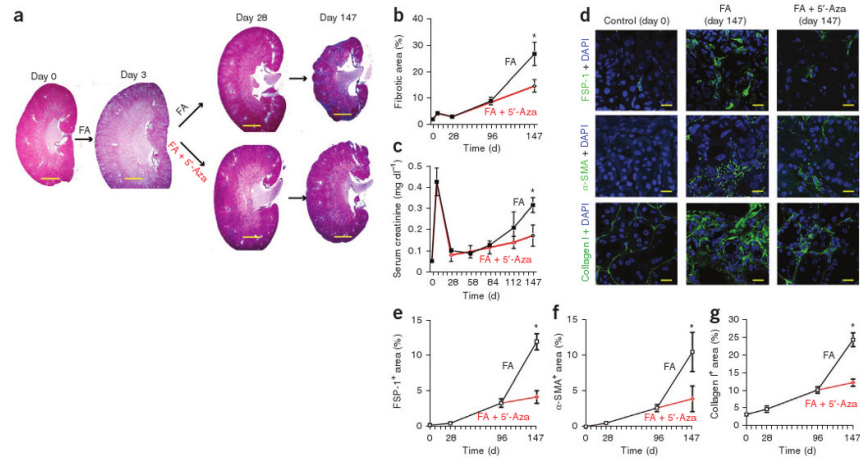 a
Day 0
Day 3
Day 28
Day 147
FA
FA
FA + 5′-Aza
b
Fibrotic area (%)
40
30
20
10
0
FA
*
FA + 5′-Aza
0 28 96 147
Time (d)
c
Serum creatinine (mg dl−1)
0.5
0.4
0.3
0.2
0.1
0.0
*
FA
FA + 5′-Aza
0 28 58 84 112 147
Time (d)
d
Control (day 0)
FA
(day 147)
FA + 5′-Aza
(day 147)
FSP-1 + DAPI
α-SMA + DAPI
Collagen I + DAPI
e
FSP-1+ area (%)
15
10
5
0
*
FA
FA + 5′-Aza
0 28 96 147
Time (d)
f
α-SMA+ area (%)
15
10
5
0
*
FA
FA + 5′-Aza
0 28 96 147
Time (d)
g
Collagen I+ area (%)
30
25
20
15
10
5
0
*
FA
FA + 5′-Aza
0 28 96 147
Time (d)